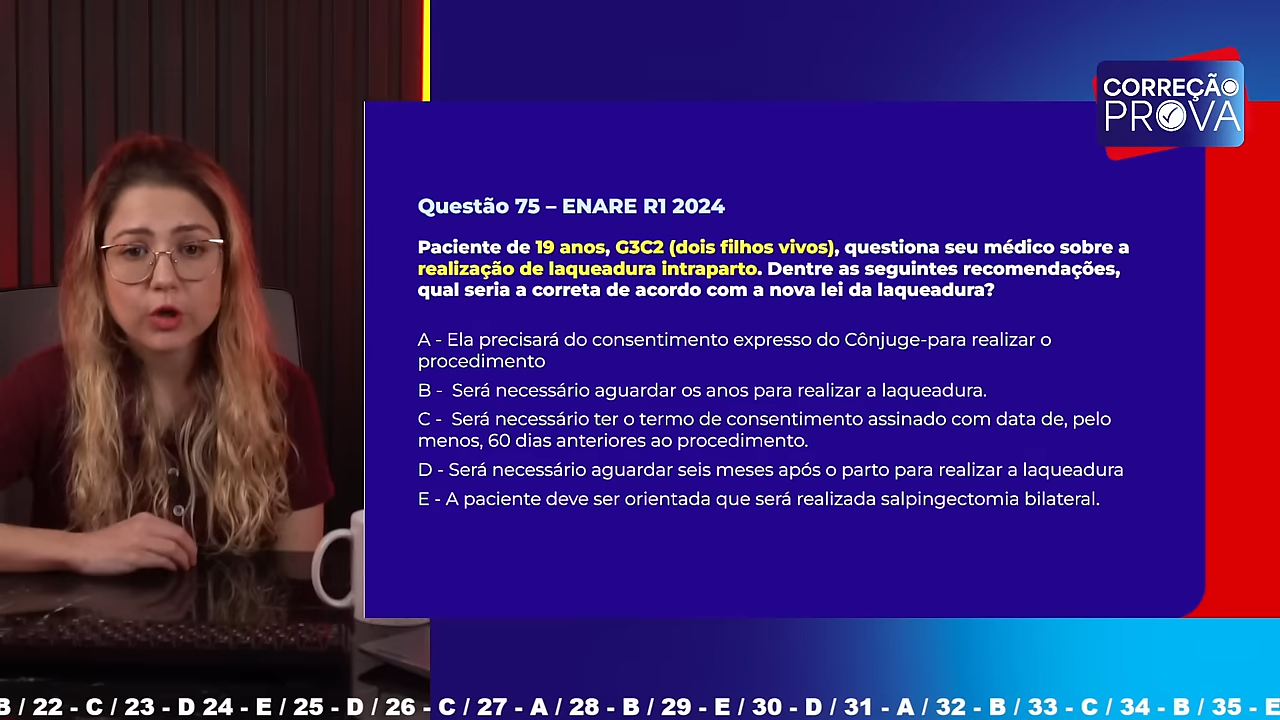 CORREÇÃO
PROVA
Questão 75 – ENARE R1 2024
Paciente de 19 anos, G3C2 (dois filhos vivos), questiona seu médico sobre a
realização de laqueadura intraparto. Dentre as seguintes recomendações,
qual seria a correta de acordo com a nova lei da laqueadura?
A - Ela precisará do consentimento expresso do Cônjuge-para realizar o
procedimento
B -  Será necessário aguardar os anos para realizar a laqueadura.
C -  Será necessário ter o termo de consentimento assinado com data de, pelo
menos, 60 dias anteriores ao procedimento.
D - Será necessário aguardar seis meses após o parto para realizar a laqueadura
E - A paciente deve ser orientada que será realizada salpingectomia bilateral.
B / 22 - C / 23 - D 24 - E / 25 - D / 26 - C / 27 - A / 28 - B / 29 - E / 30 - D / 31 - A / 32 - B / 33 - C / 34 - B / 35 - E